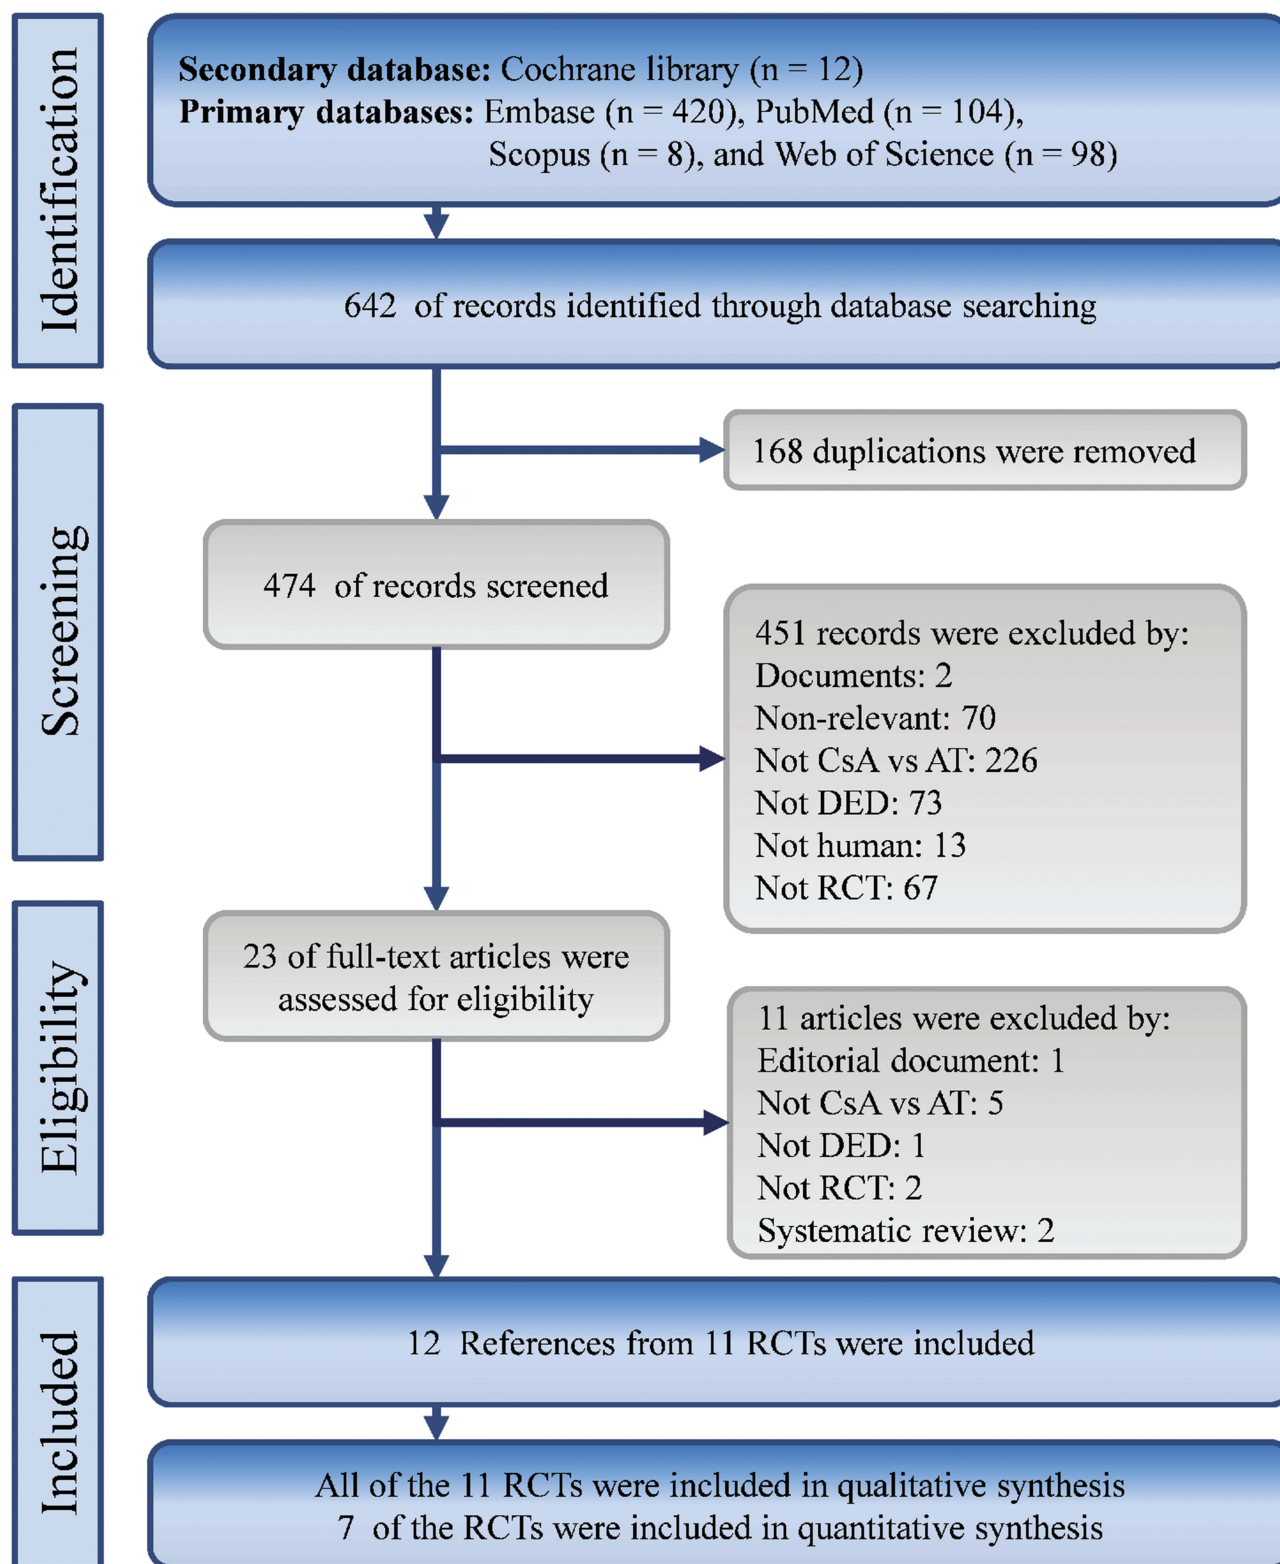 Identification
Secondary database: Cochrane library (n = 12)
Primary databases: Embase (n = 420), PubMed (n = 104),
Scopus (n = 8), and Web of Science (n = 98)
642 of records identified through database searching
Screening
168 duplications were removed
474 of records screened
451 records were excluded by:
Documents: 2
Non-relevant: 70
Not CsA vs AT: 226
Not DED: 73
Not human: 13
Not RCT: 67
Eligibility
23 of full-text articles were
assessed for eligibility
11 articles were excluded by:
Editorial document: 1
Not CsA vs AT: 5
Not DED: 1
Not RCT: 2
Systematic review: 2
Included
12 References from 11 RCTs were included
All of the 11 RCTs were included in qualitative synthesis
7 of the RCTs were included in quantitative synthesis